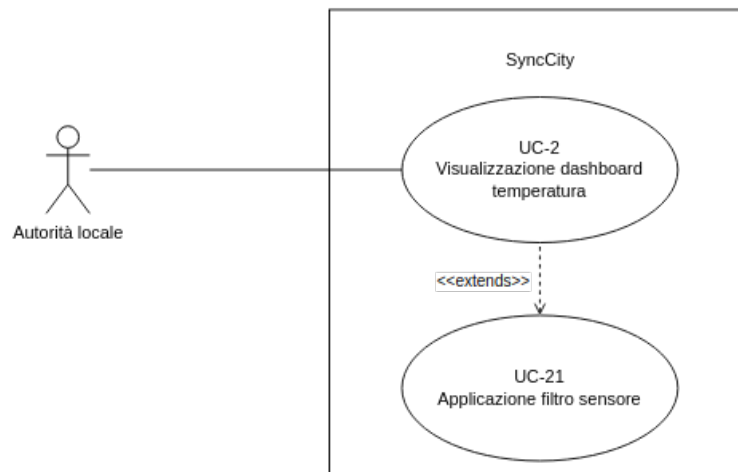 SyncCity
UC-2
Visualizzazione dashboard
temperatura
Autorità locale
<<extends>>
UC-21
Applicazione filtro sensore